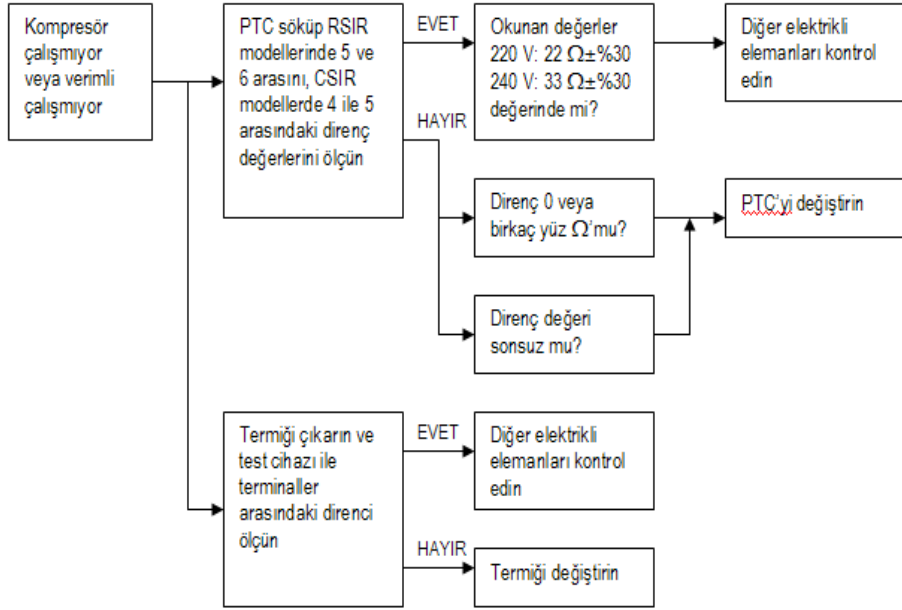 Kompresör
çalışmıyor
veya verimli
çalışmıyor
PTC söküp RSIR
modellerinde 5 ve
6 arasını, CSIR
modellerde 4 ile 5
arasındaki direnç
değerlerini ölçün
EVET
Okunan değerler
220 V: 22 Ω±%30
240 V: 33 Ω±%30
değerinde mi?
Diğer elektrikli
elemanları kontrol
edin
HAYIR
Direnç 0 veya
birkaç yüz Ω’mu?
PTC’yi değiştirin
Direnç değeri
sonsuz mu?
Termiği çıkarın ve
test cihazı ile
terminaller
arasındaki direnci
ölçün
EVET
Diğer elektrikli
elemanları kontrol
edin
HAYIR
Termiği değiştirin